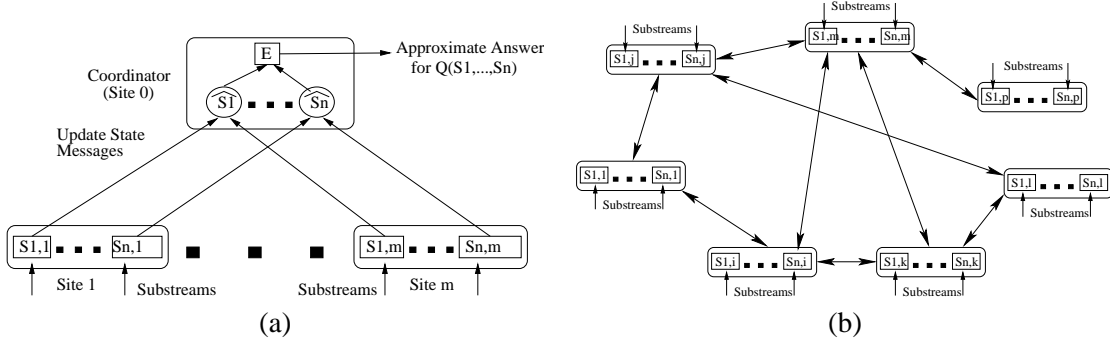 E
Approximate Answer
for Q(S1,...,Sn)
Coordinator
(Site 0)
S1 Sn
Update State
Messages
S1,1 Sn,1 S1,m Sn,m
Site 1 Substreams Substreams Site m
(a)
Substreams
S1,m Sn,m
Substreams
S1,j Sn,j
Substreams
S1,p Sn,p
S1,1 Sn,1
Substreams
S1,l Sn,l
Substreams
S1,i Sn,i
Substreams
S1,k Sn,k
Substreams
(b)